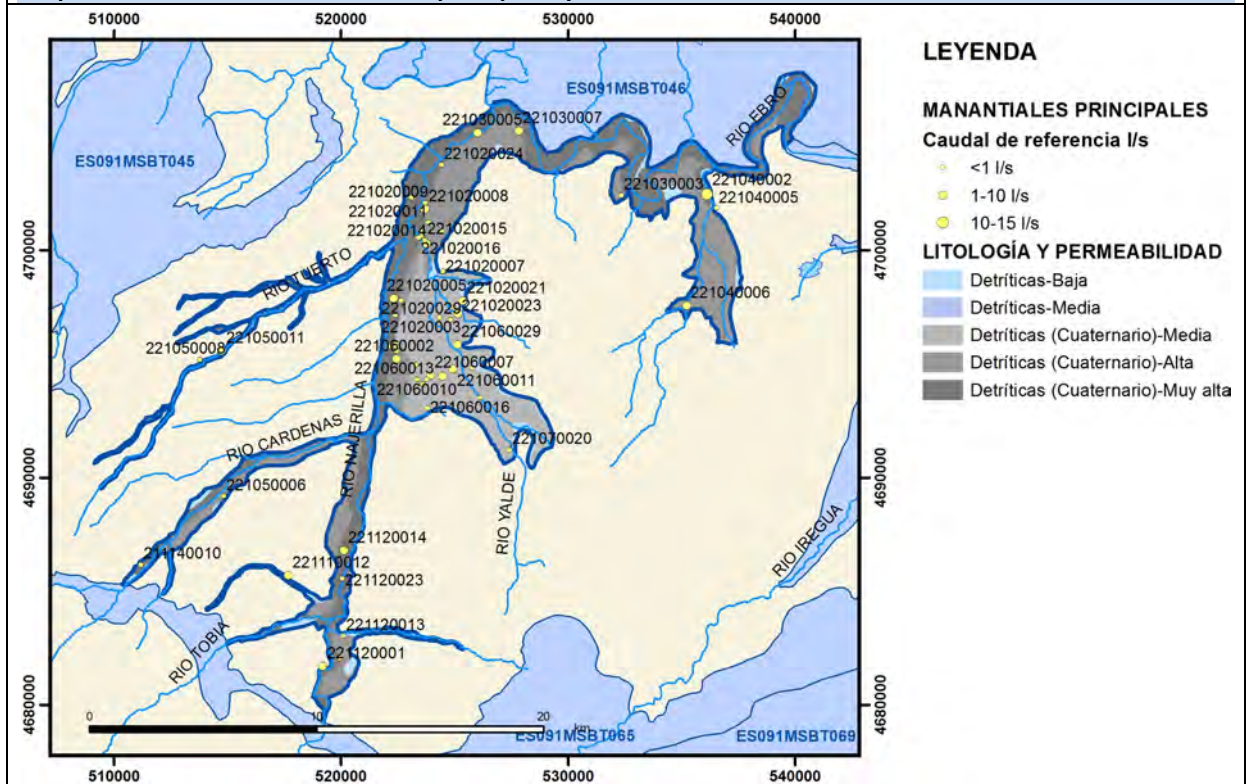 510000 520000 530000 540000
ES091MSBT046
ES091MSBT045
RIO EBRO
221030005
221030007
221020024
221030003
221040002
221040005
221020009
221020008
221020011
221020015
221020014
221020016
4700000
4700000
RIO TUERTO
221020007
221020005
221020021
221020029
221020023
221040006
221020003
221060029
221050011
221050008
221060002
221060007
221060013
221060011
221060010
221060016
RIO NAJERILLA
RIO CARDENAS
221070020
4690000
4690000
221050006
RIO YALDE
RIO IREGUA
221120014
211140010
221110012
221120023
221120013
RIO TOBIA
221120001
4680000
4680000
0 10 20
km
ES091MSBT065
ES091MSBT069
510000 520000 530000 540000
LEYENDA
MANANTIALES PRINCIPALES
Caudal de referencia l/s
<1 l/s
1-10 l/s
10-15 l/s
LITOLOGÍA Y PERMEABILIDAD
Detríticas-Baja
Detríticas-Media
Detríticas (Cuaternario)-Media
Detríticas (Cuaternario)-Alta
Detríticas (Cuaternario)-Muy alta